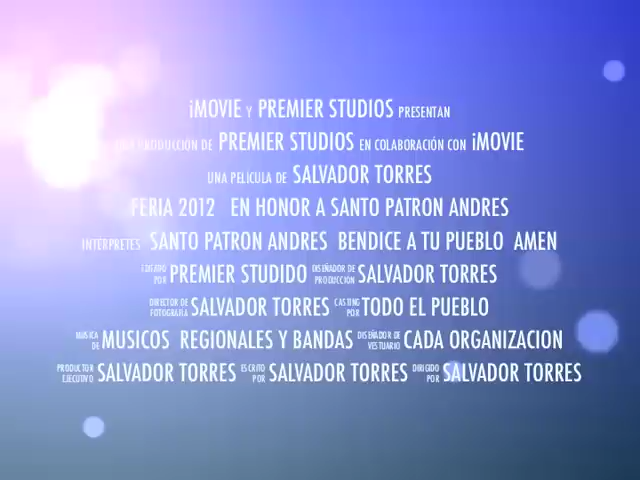 iMOVIE Y PREMIER STUDIOS PRESENTAN
UNA PRODUCCIÓN DE PREMIER STUDIOS EN COLABORACIÓN CON iMOVIE
UNA PELÍCULA DE SALVADOR TORRES
FERIA 2012 EN HONOR A SANTO PATRON ANDRES
INTÉRPRETES SANTO PATRON ANDRES BENDICE A TU PUEBLO AMEN
EDITADO POR PREMIER STUDIDO DISEÑADOR DE PRODUCCIÓN SALVADOR TORRES
DIRECTOR DE FOTOGRAFÍA SALVADOR TORRES CASTING POR TODO EL PUEBLO
MÚSICA DE MUSICOS REGIONALES Y BANDAS DISEÑADOR DE VESTUARIO CADA ORGANIZACION
PRODUCTOR EJECUTIVO SALVADOR TORRES ESCRITO POR SALVADOR TORRES DIRIGIDO POR SALVADOR TORRES